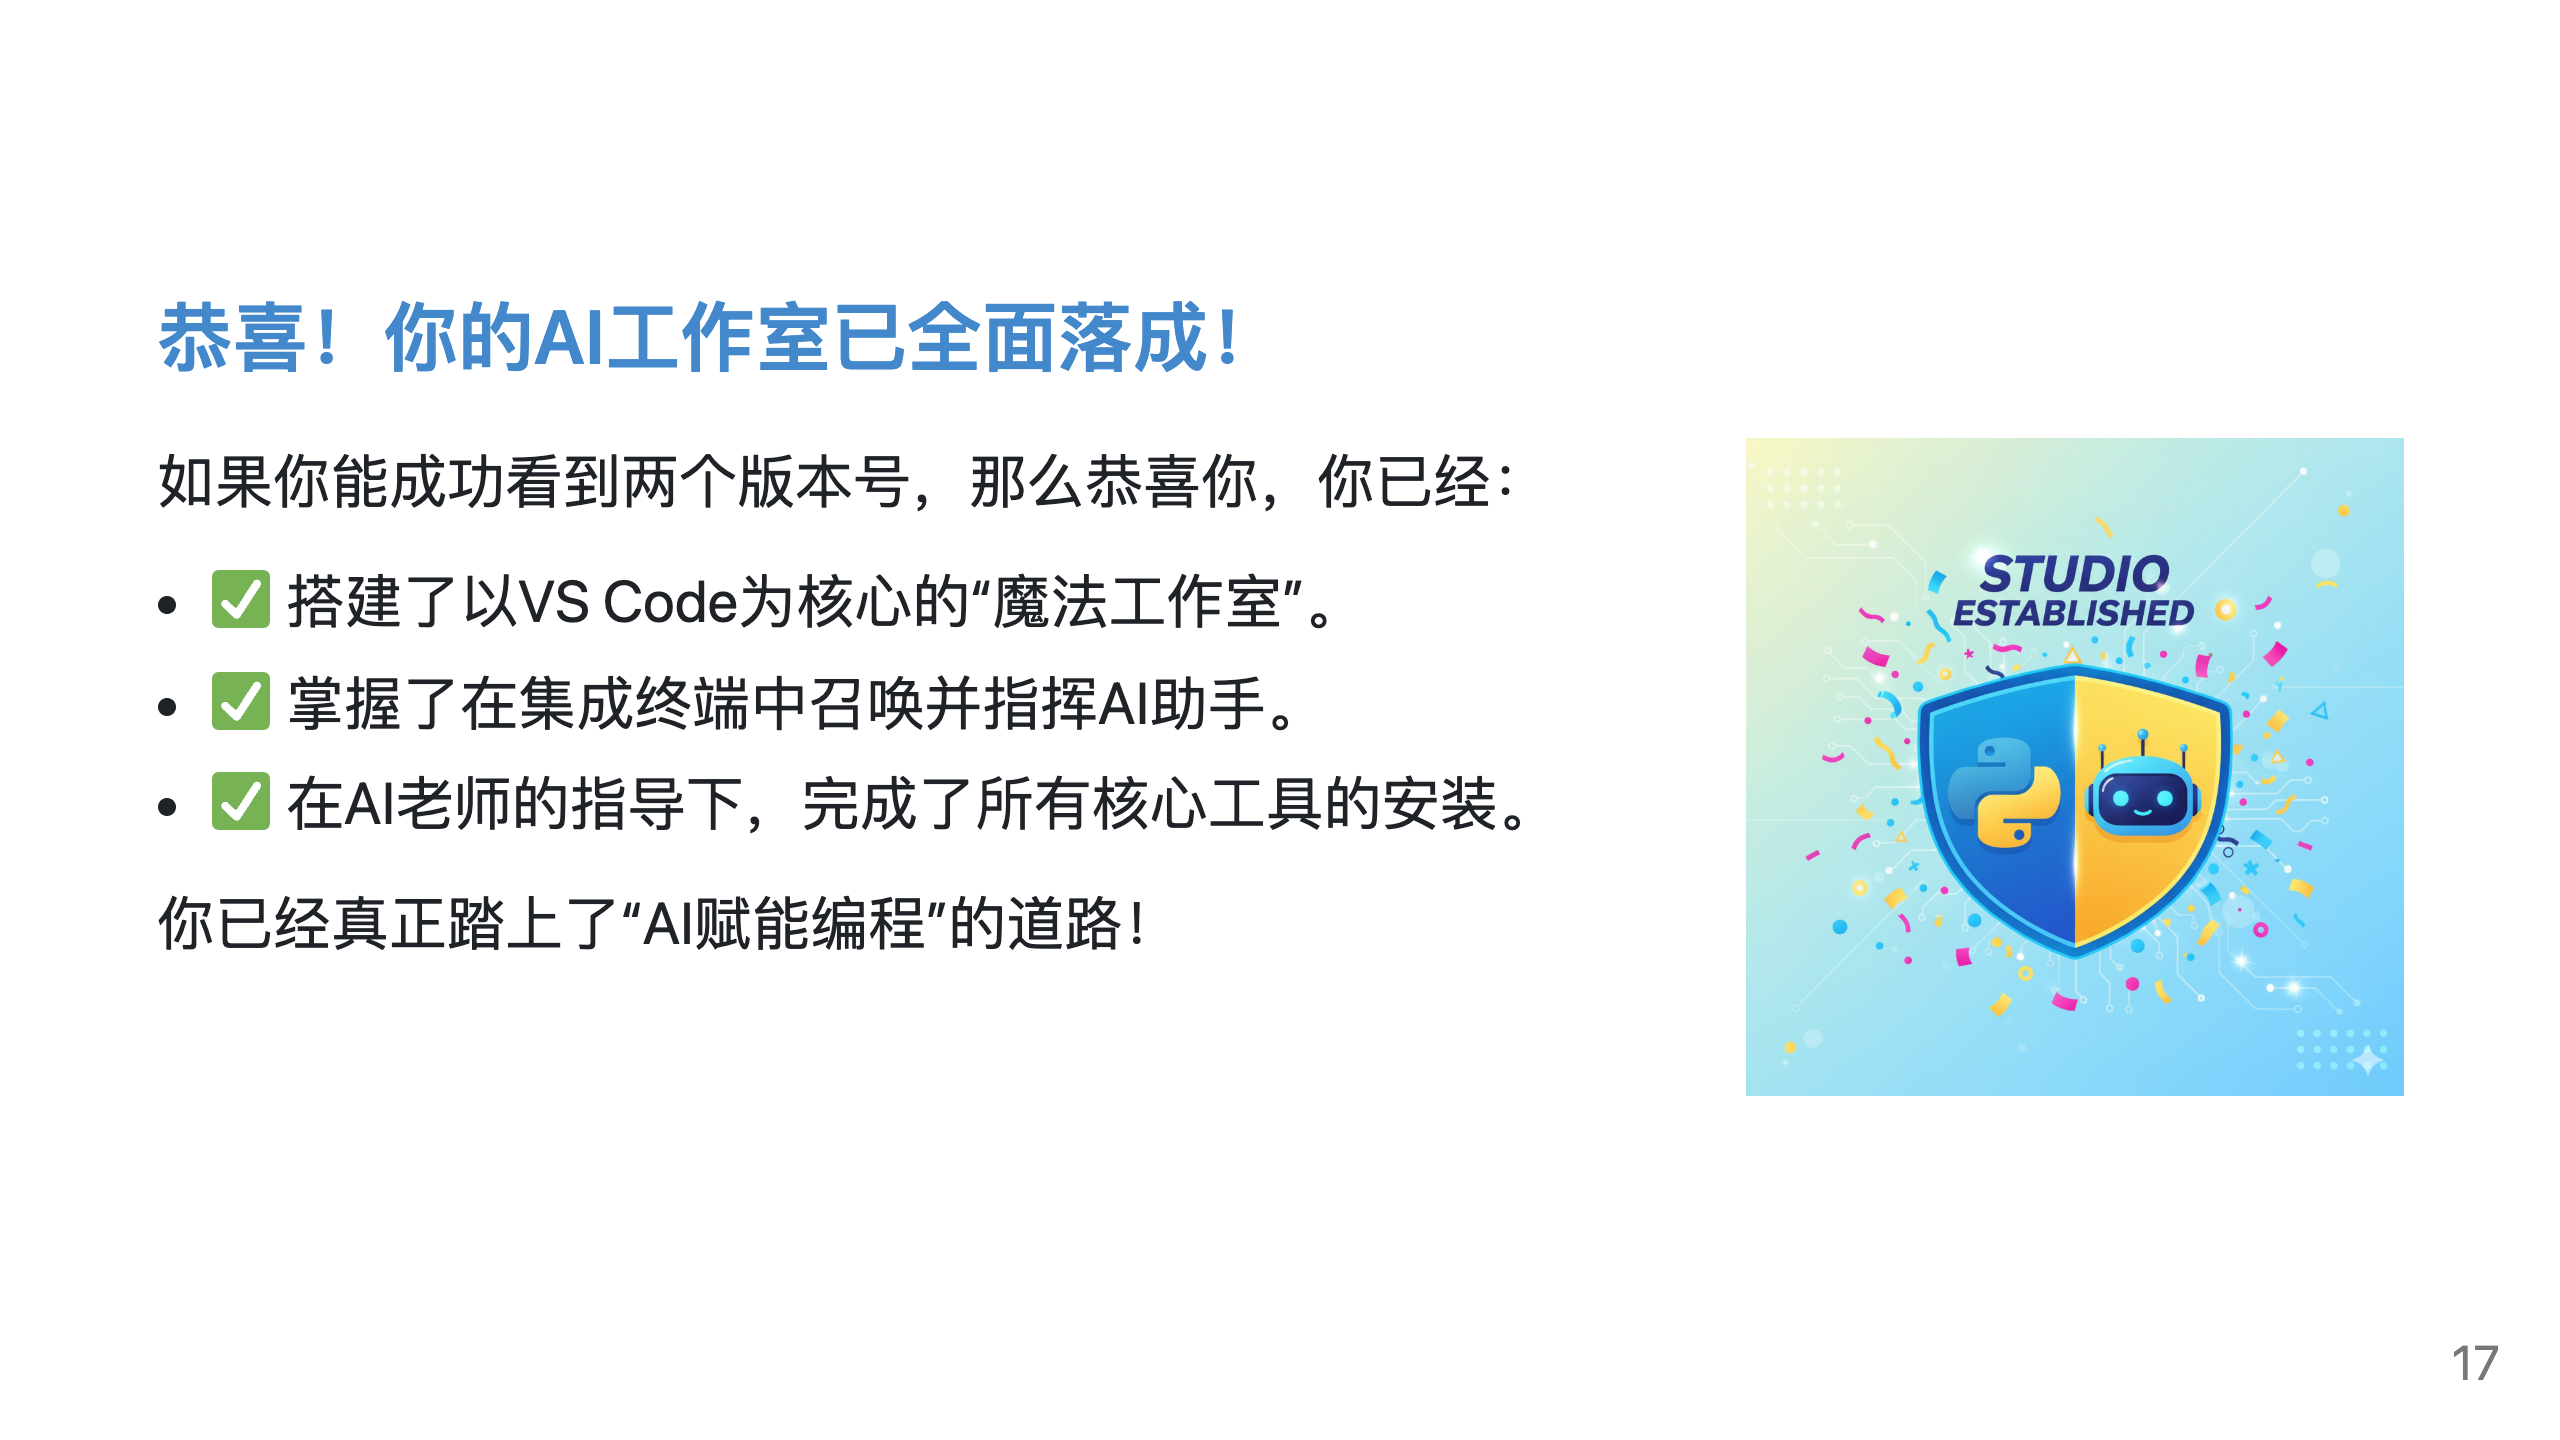 恭喜！你的AI工作室已全面落成！
如果你能成功看到两个版本号，那么恭喜你，你已经：
• ✅ 搭建了以VS Code为核心的“魔法工作室”。
• ✅ 掌握了在集成终端中召唤并指挥AI助手。
• ✅ 在AI老师的指导下，完成了所有核心工具的安装。
你已经真正踏上了“AI赋能编程”的道路！
STUDIO
ESTABLISHED
17